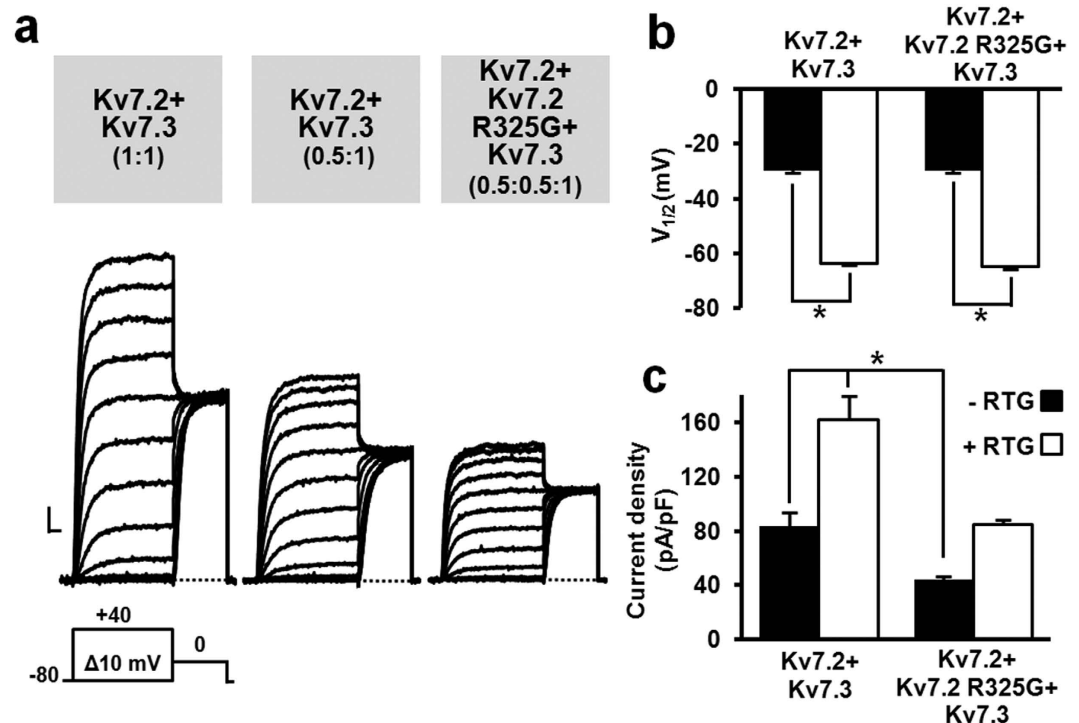 a
Kv7.2+
Kv7.3
(1:1)
Kv7.2+
Kv7.3
(0.5:1)
Kv7.2+
Kv7.2
R325G+
Kv7.3
(0.5:0.5:1)
+40
0
-80
Δ10 mV
b
Kv7.2+
Kv7.3
Kv7.2+
Kv7.2 R325G+
Kv7.3
0
-20
-40
-60
-80
V1/2 (mV)
*
*
c
*
- RTG
+ RTG
160
120
80
40
0
Current density
(pA/pF)
Kv7.2+
Kv7.3
Kv7.2+
Kv7.2 R325G+
Kv7.3